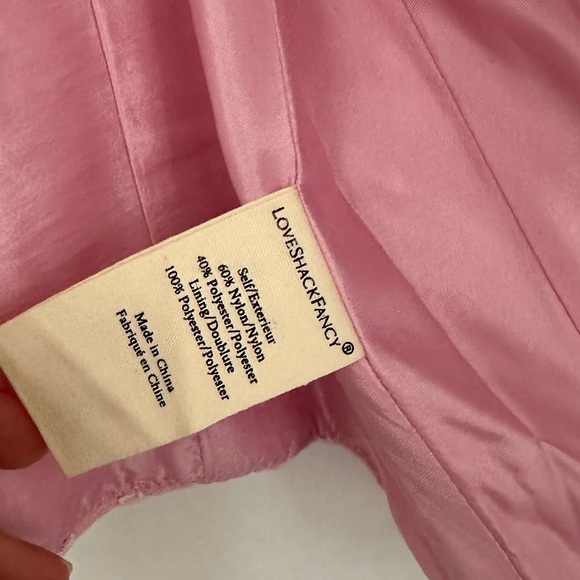 LOVESHACKFANCY®
Self/Exterieur
60% Nylon/Nylon
40% Polyester/Polyester
Lining/Doublure
100% Polyester/Polyester
Made in China
Fabriqué en Chine